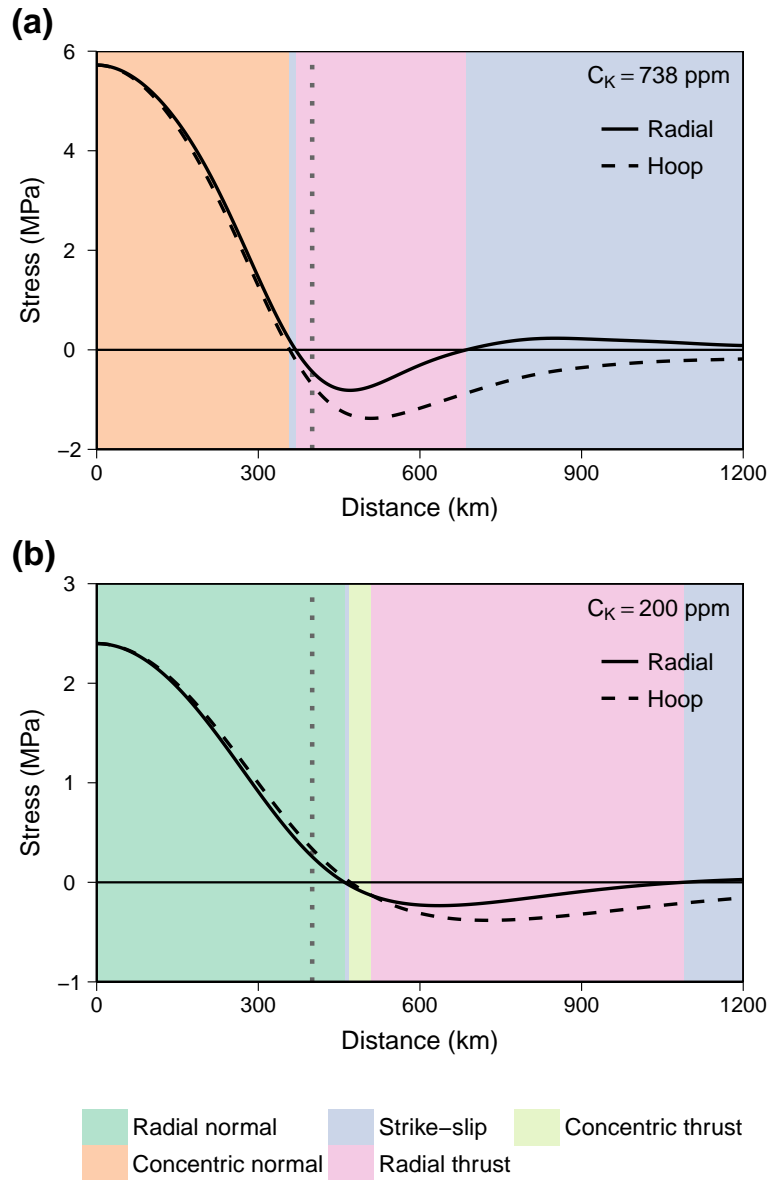 (a)
6
4
2
0
−2
Stress (MPa)
C_K = 738 ppm
Radial
Hoop
0 300 600 900 1200
Distance (km)
(b)
3
2
1
0
−1
Stress (MPa)
C_K = 200 ppm
Radial
Hoop
0 300 600 900 1200
Distance (km)
Radial normal Strike−slip Concentric thrust
Concentric normal Radial thrust